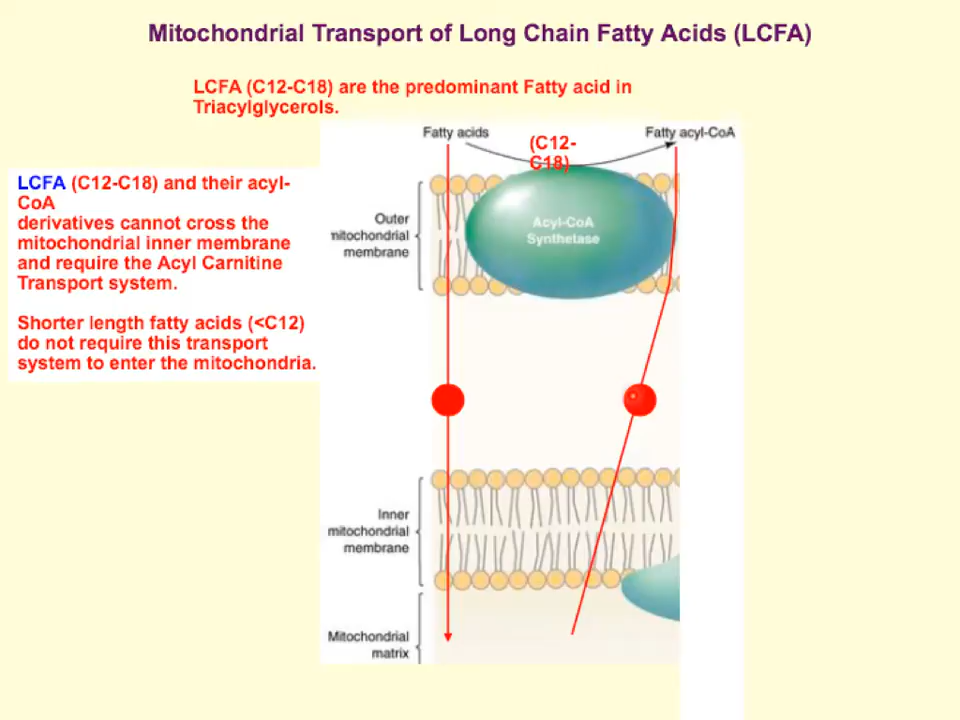 Mitochondrial Transport of Long Chain Fatty Acids (LCFA)
LCFA (C12-C18) are the predominant Fatty acid in
Triacylglycerols.
Fatty acids
(C12-
C18)
Fatty acyl-CoA
LCFA (C12-C18) and their acyl-
CoA
derivatives cannot cross the
mitochondrial inner membrane
and require the Acyl Carnitine
Transport system.
Shorter length fatty acids (<C12)
do not require this transport
system to enter the mitochondria.
Outer
mitochondrial
membrane
Acyl-CoA
Synthetase
Inner
mitochondrial
membrane
Mitochondrial
matrix